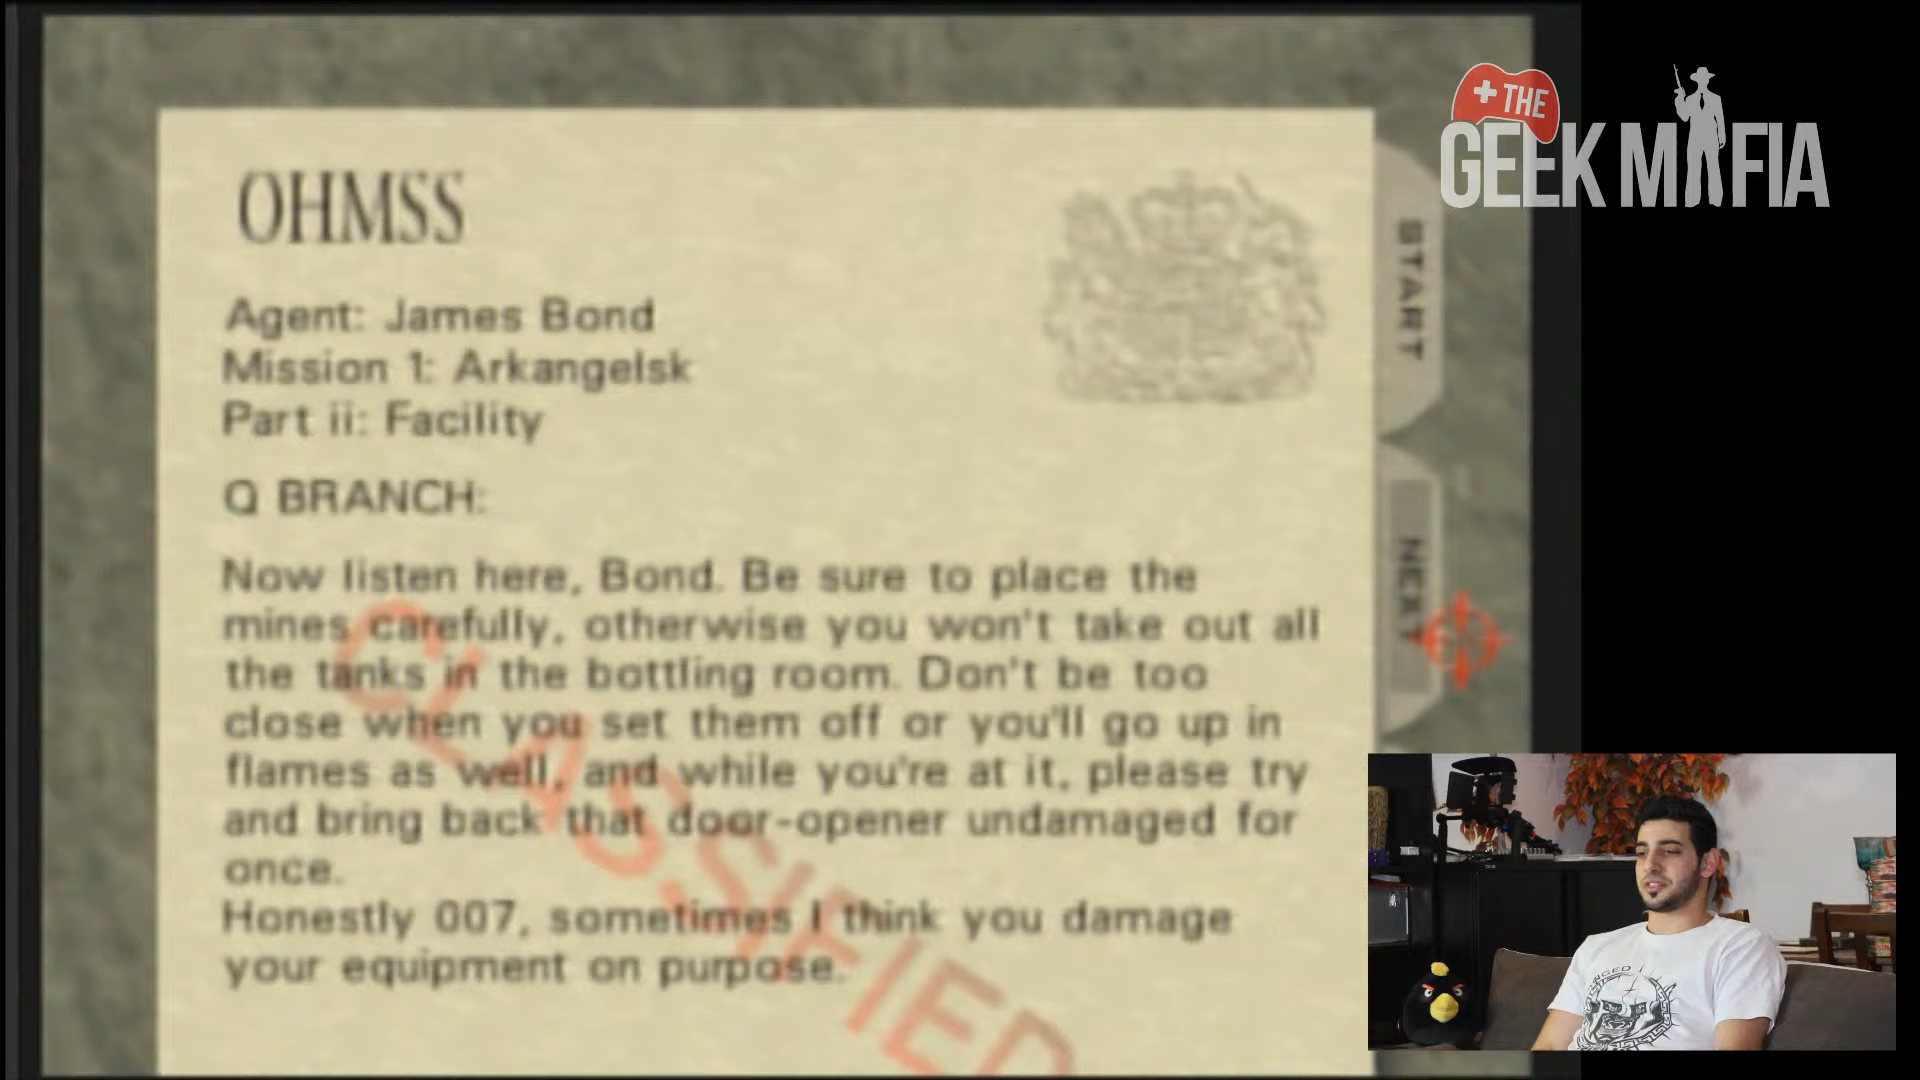 THE
GEEK MAFIA
OHMSS
Agent: James Bond
Mission 1: Arkangelsk
Part ii: Facility
Q BRANCH:
Now listen here, Bond. Be sure to place the
mines carefully, otherwise you won't take out all
the tanks in the bottling room. Don't be too
close when you set them off or you'll go up in
flames as well, and while you're at it, please try
and bring back that door-opener undamaged for
once.
Honestly 007, sometimes I think you damage
your equipment on purpose.
CLASSIFIED
START
NEXT